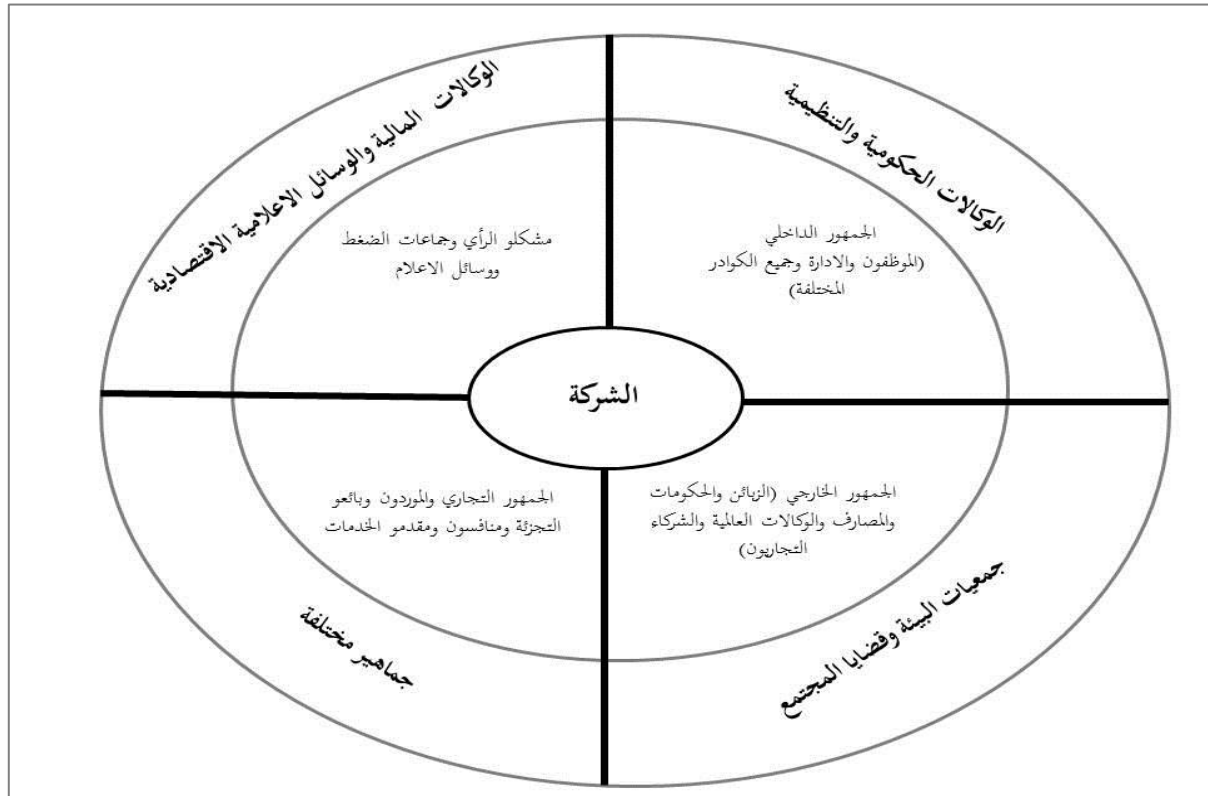 الوكالات الحكومية والتنظيمية
الوكالات المالية والوسائل الاعلامية الاقتصادية
الجمهور الداخلي
(الموظفون والادارة وجميع الكوادر
المختلفة)
مشكلو الرأي وجماعات الضغط
ووسائل الاعلام
الشركة
الجمهور الخارجي (الزبائن والحكومات
والمصارف والوكالات العالمية والشركاء
التجاريون)
الجمهور التجاري والموردون وبائعو
التجزئة ومنافسون ومقدمو الخدمات
جمعيات البيئة وقضايا المجتمع
جماهير مختلفة